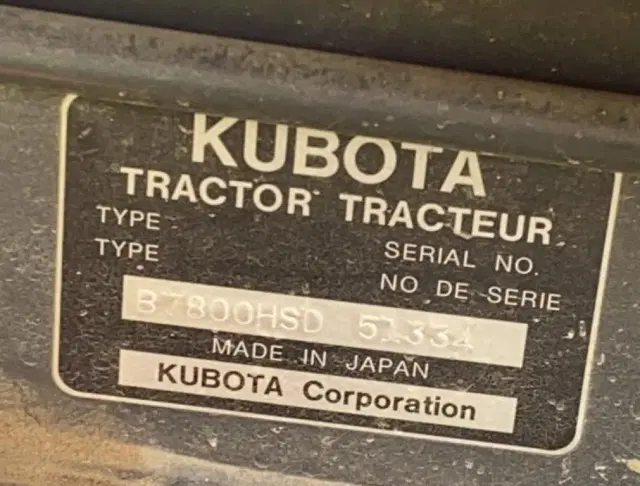 KUBOTA
TRACTOR TRACTEUR
TYPE
TYPE
SERIAL NO.
NO DE SERIE
B7800HSD 51334
MADE IN JAPAN
KUBOTA Corporation